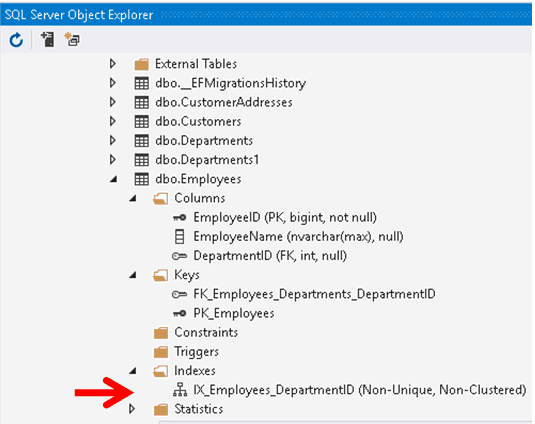 SQL Server Object Explorer
External Tables
dbo.__EFMigrationsHistory
dbo.CustomerAddresses
dbo.Customers
dbo.Departments
dbo.Departments1
dbo.Employees
Columns
EmployeeID (PK, bigint, not null)
EmployeeName (nvarchar(max), null)
DepartmentID (FK, int, null)
Keys
FK_Employees_Departments_DepartmentID
PK_Employees
Constraints
Triggers
Indexes
IX_Employees_DepartmentID (Non-Unique, Non-Clustered)
Statistics